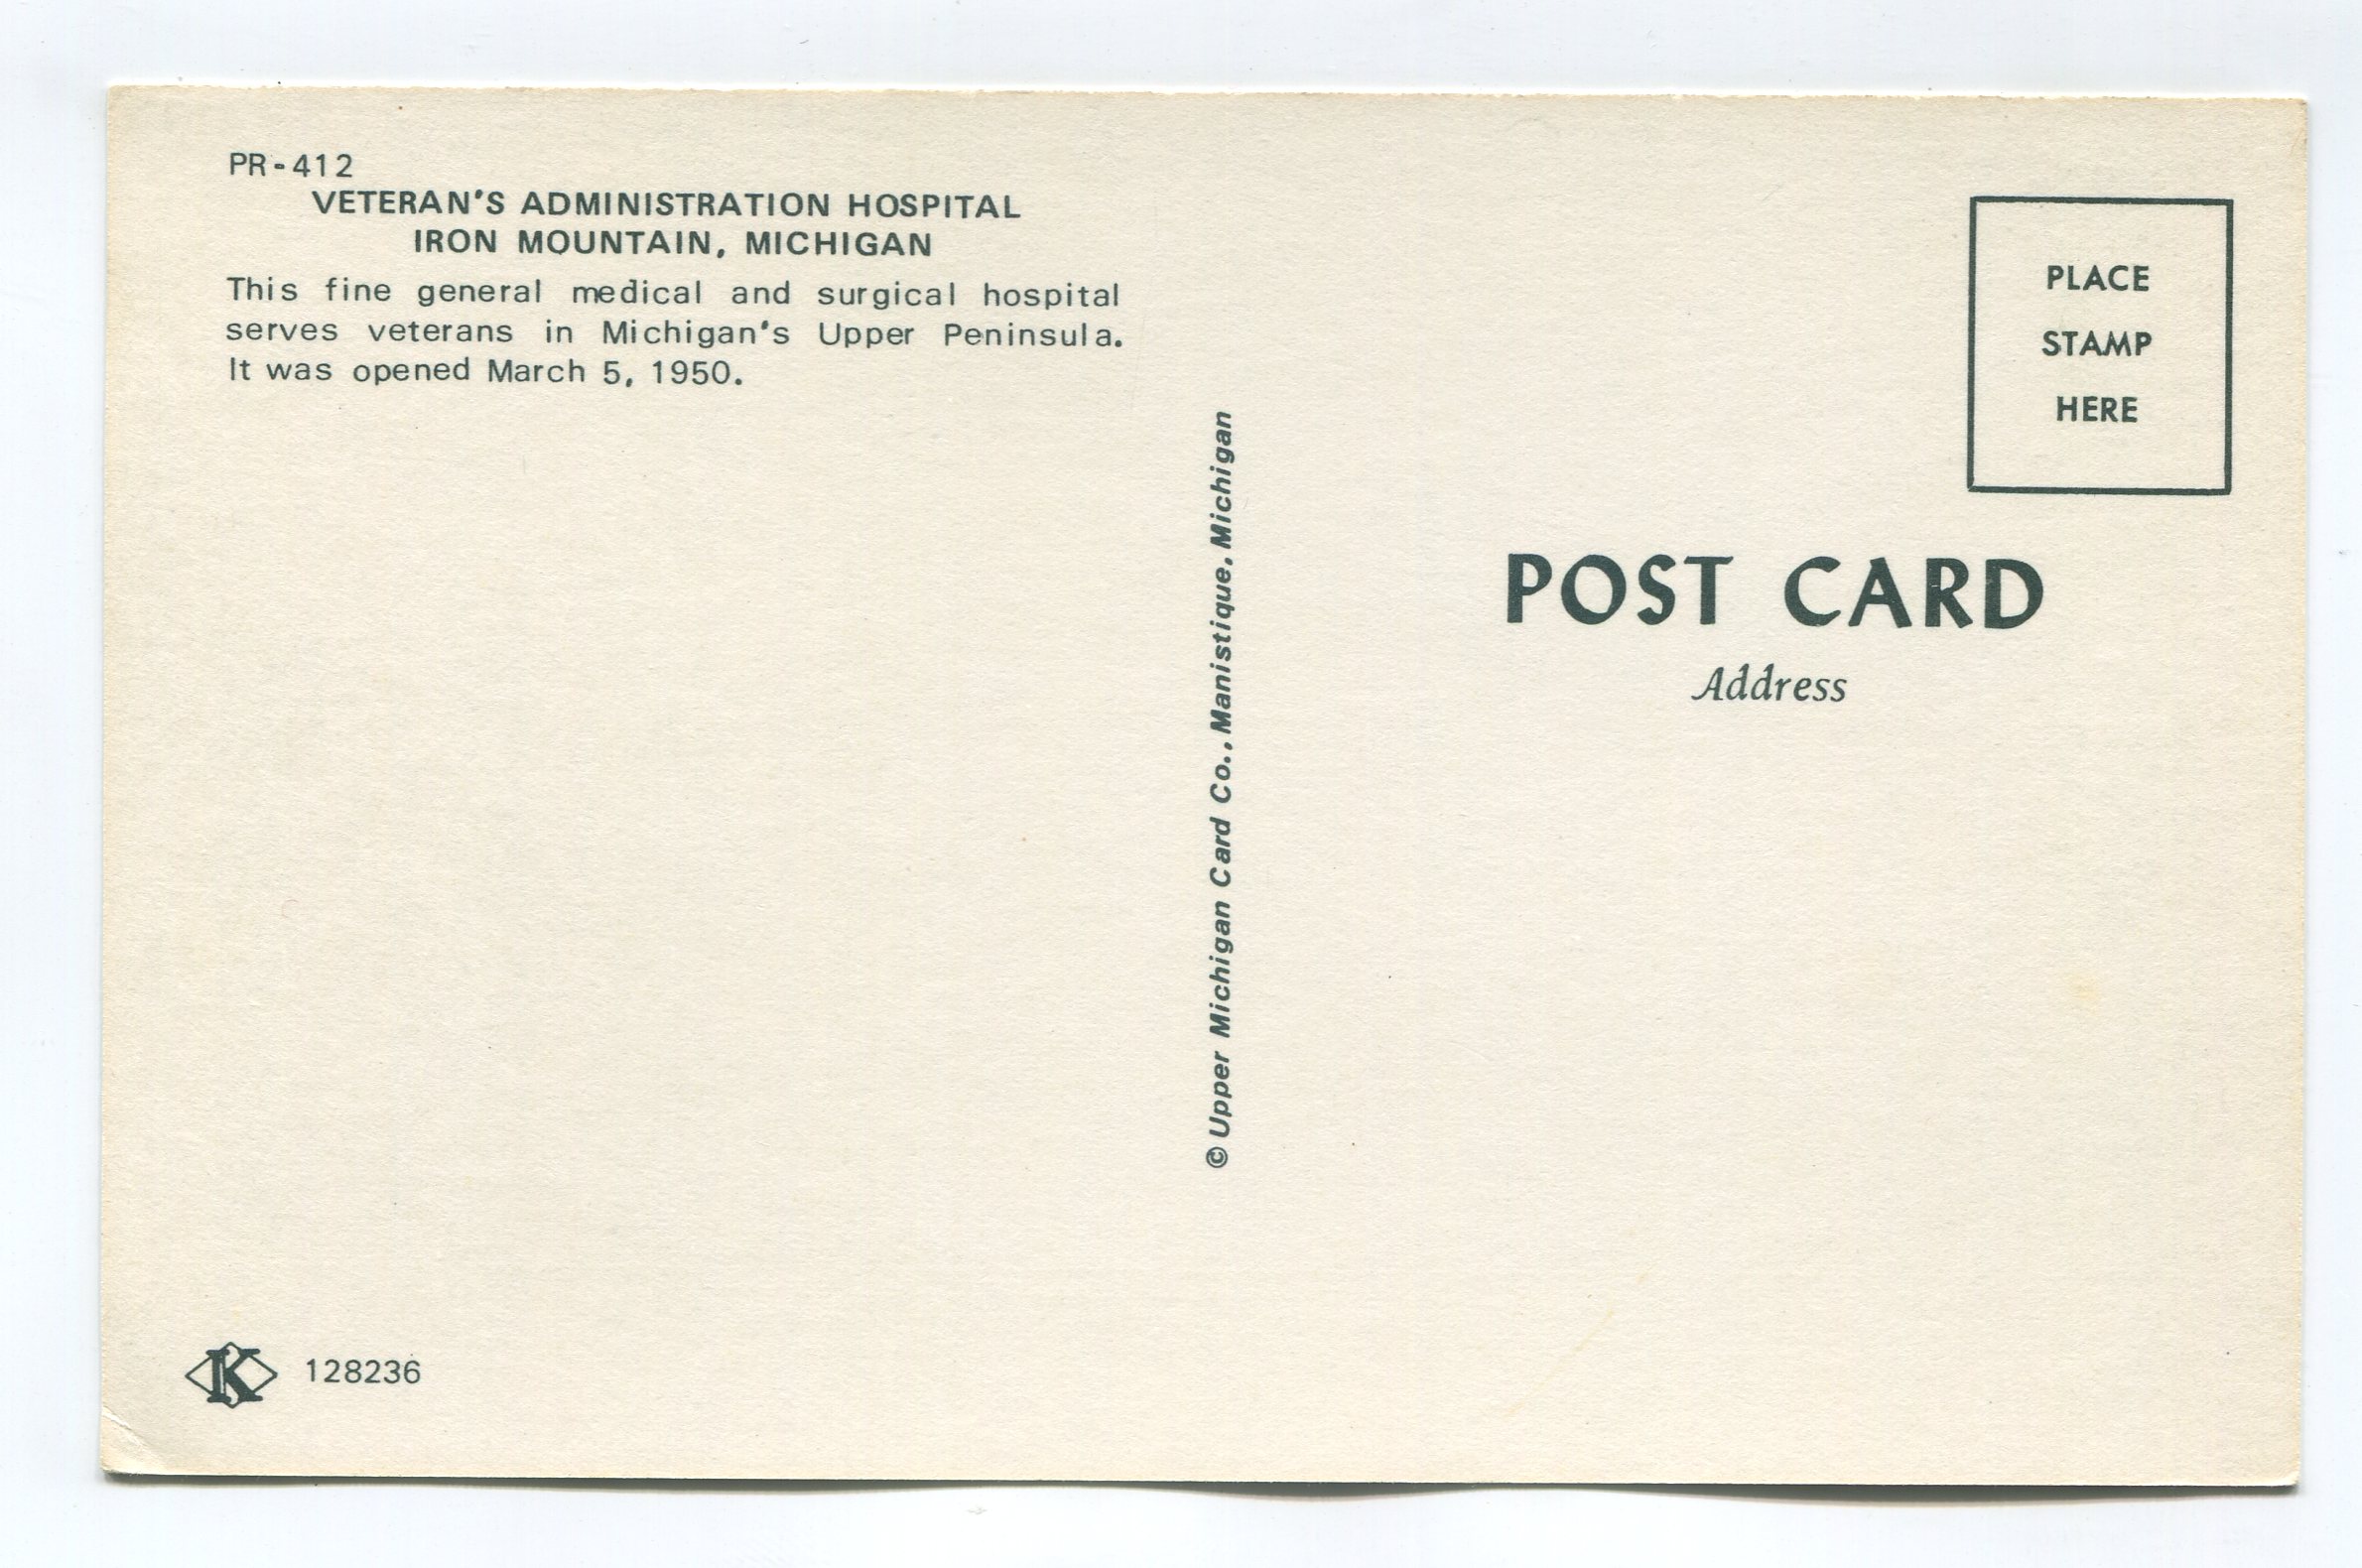 PR-412
VETERAN'S ADMINISTRATION HOSPITAL
IRON MOUNTAIN, MICHIGAN
This fine general medical and surgical hospital
serves veterans in Michigan's Upper Peninsula.
It was opened March 5, 1950.
© Upper Michigan Card Co., Manistique, Michigan
PLACE
STAMP
HERE
POST CARD
Address
K 128236